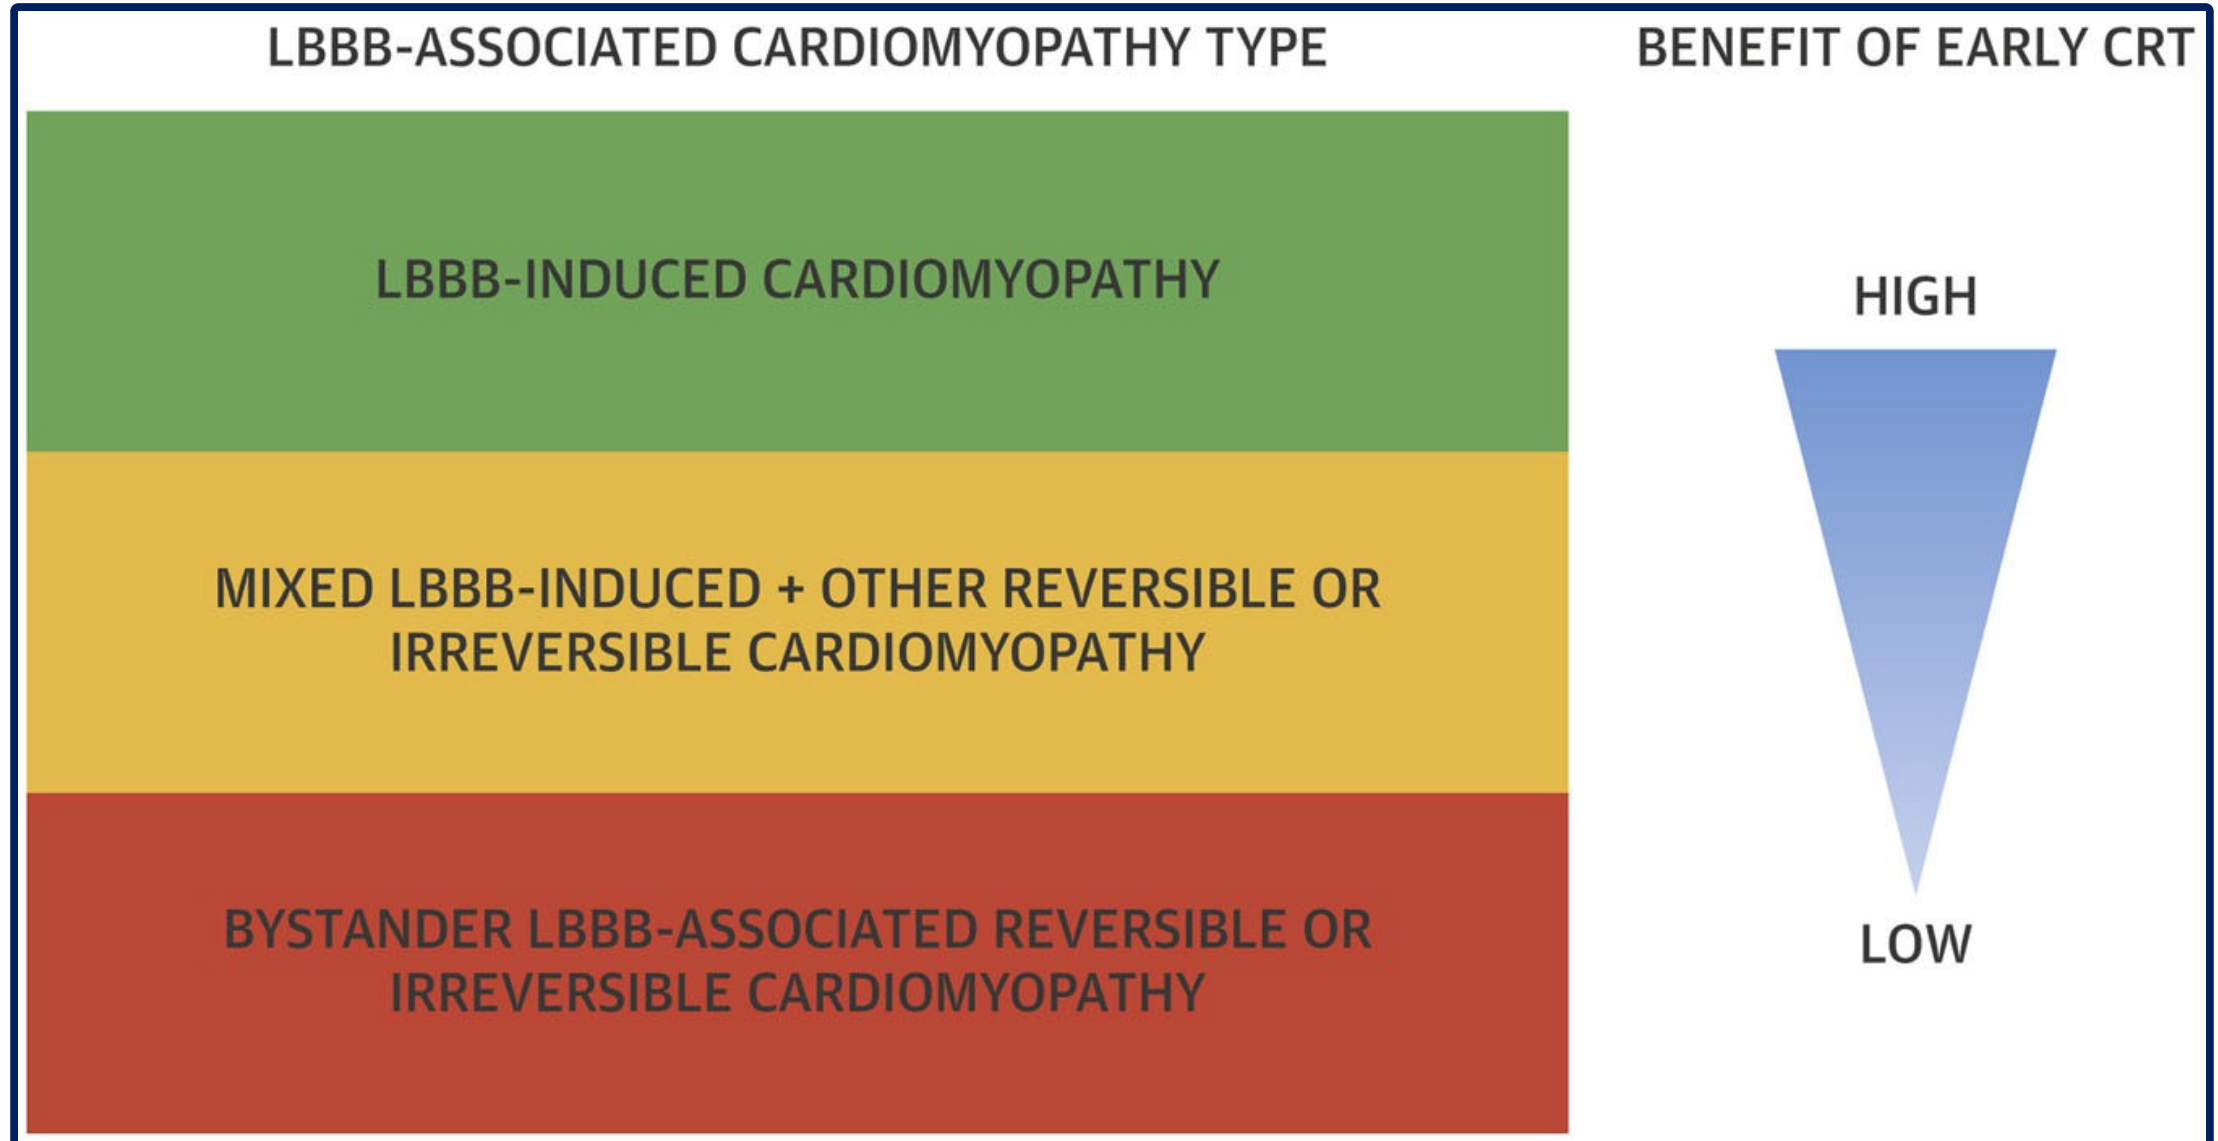 LBBB-ASSOCIATED CARDIOMYOPATHY TYPE
BENEFIT OF EARLY CRT
LBBB-INDUCED CARDIOMYOPATHY
HIGH
MIXED LBBB-INDUCED + OTHER REVERSIBLE OR
IRREVERSIBLE CARDIOMYOPATHY
BYSTANDER LBBB-ASSOCIATED REVERSIBLE OR
IRREVERSIBLE CARDIOMYOPATHY
LOW